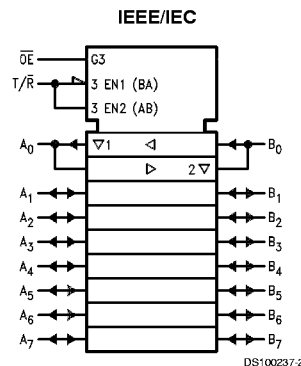 IEEE/IEC
O̅E̅ G3
T/R̅ 3 EN1 (BA)
3 EN2 (AB)
A0 ▽1 ◁ B0
▷ 2 ▽
A1 B1
A2 B2
A3 B3
A4 B4
A5 B5
A6 B6
A7 B7
DS100237-2